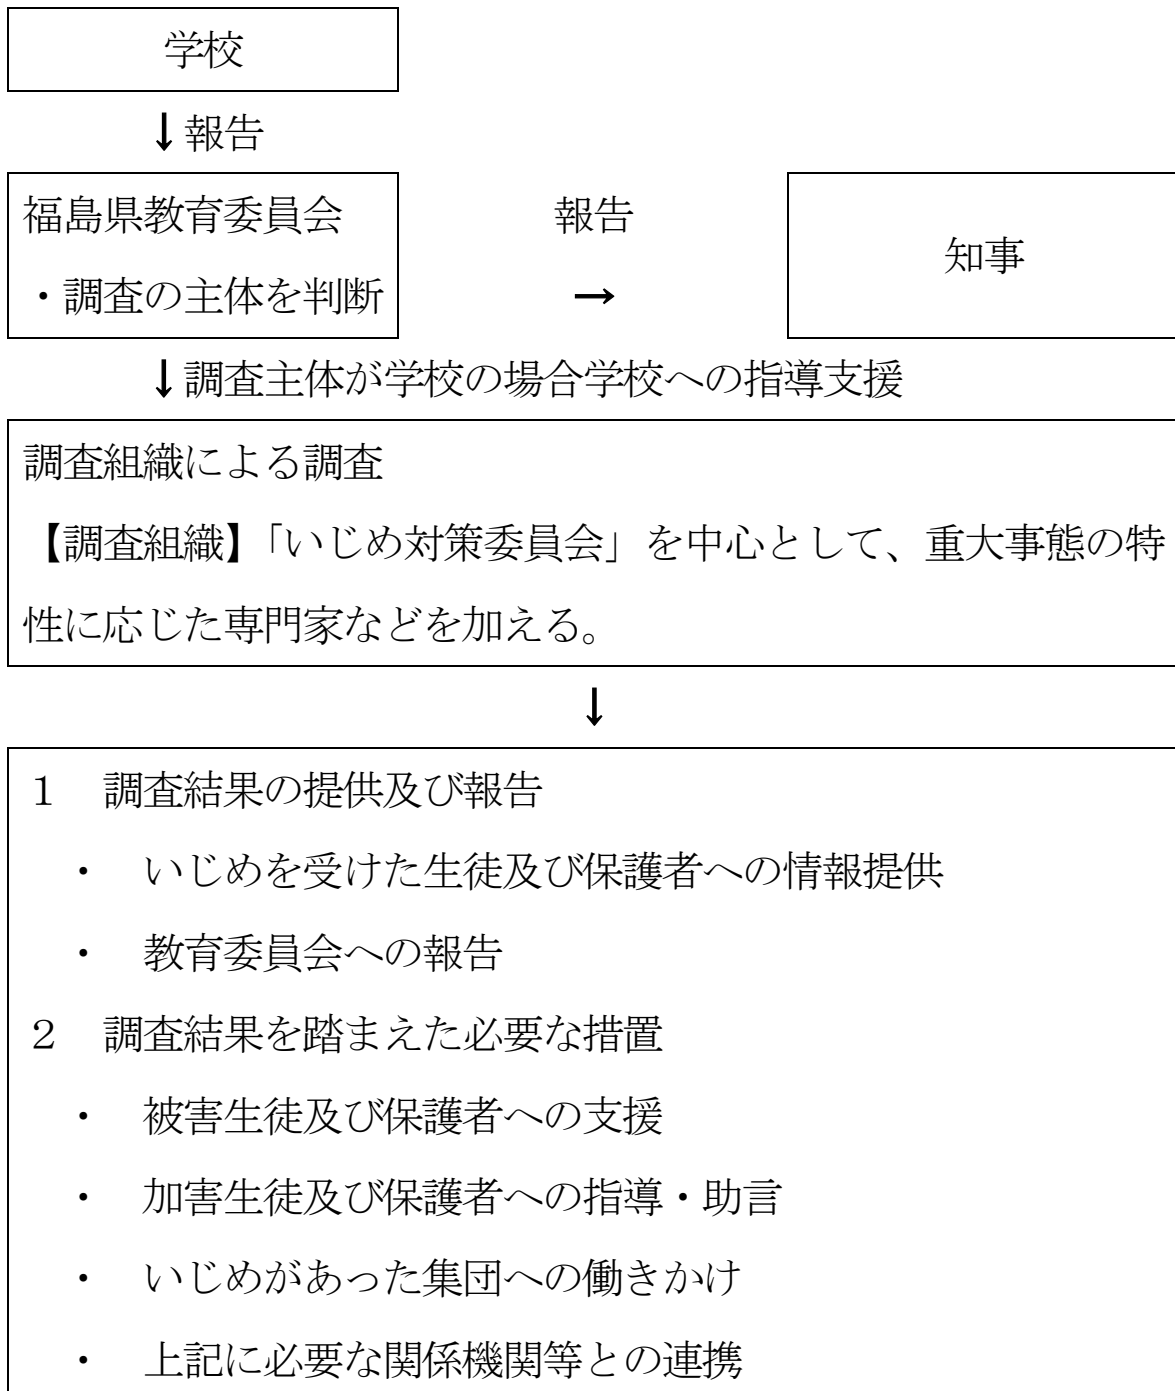 学校
↓報告
福島県教育委員会
・調査の主体を判断
報告
→
知事
↓調査主体が学校の場合学校への指導支援
調査組織による調査
【調査組織】「いじめ対策委員会」を中心として、重大事態の特
性に応じた専門家などを加える。
↓
１　調査結果の提供及び報告
・　いじめを受けた生徒及び保護者への情報提供
・　教育委員会への報告
２　調査結果を踏まえた必要な措置
・　被害生徒及び保護者への支援
・　加害生徒及び保護者への指導・助言
・　いじめがあった集団への働きかけ
・　上記に必要な関係機関等との連携